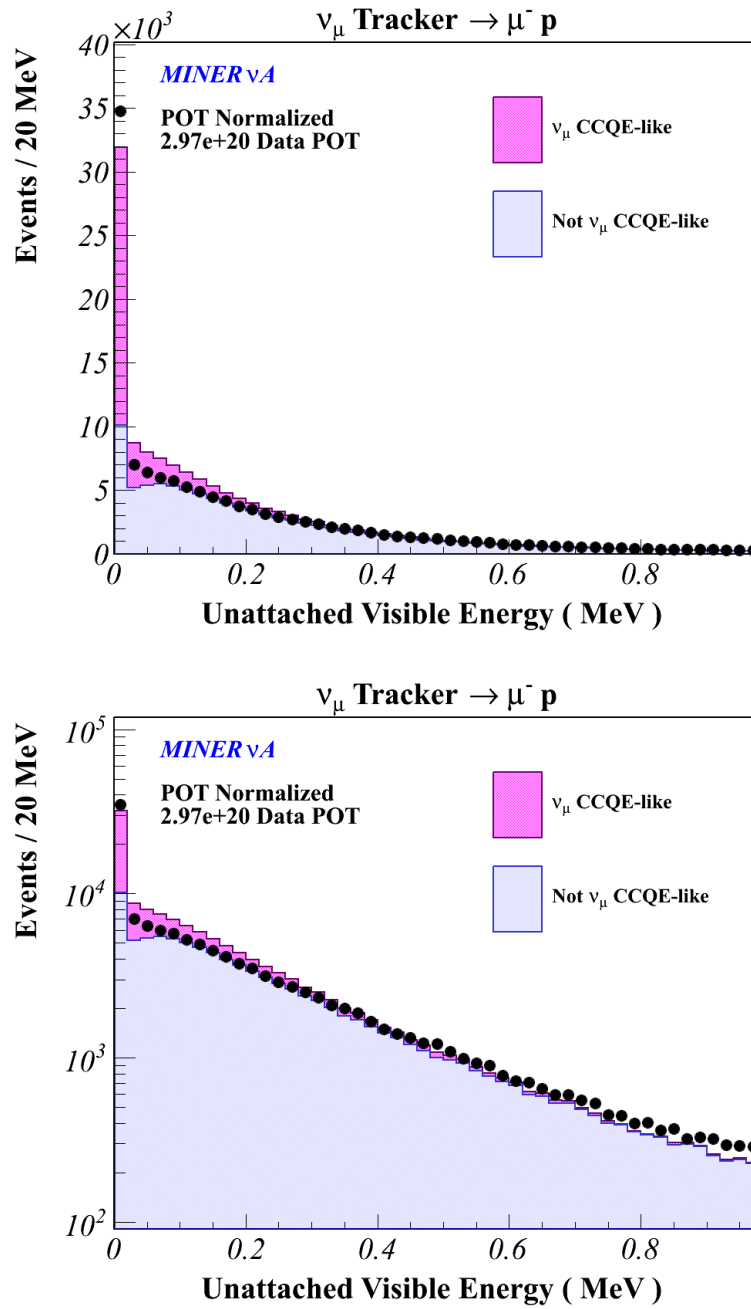 ν_μ Tracker → μ⁻ p
×10³
40
35
30
25
20
15
10
5
0
Events / 20 MeV
MINERνA
POT Normalized
2.97e+20 Data POT
ν_μ CCQE-like
Not ν_μ CCQE-like
0 0.2 0.4 0.6 0.8
Unattached Visible Energy ( MeV )
ν_μ Tracker → μ⁻ p
10⁵
10⁴
10³
10²
Events / 20 MeV
MINERνA
POT Normalized
2.97e+20 Data POT
ν_μ CCQE-like
Not ν_μ CCQE-like
0 0.2 0.4 0.6 0.8
Unattached Visible Energy ( MeV )